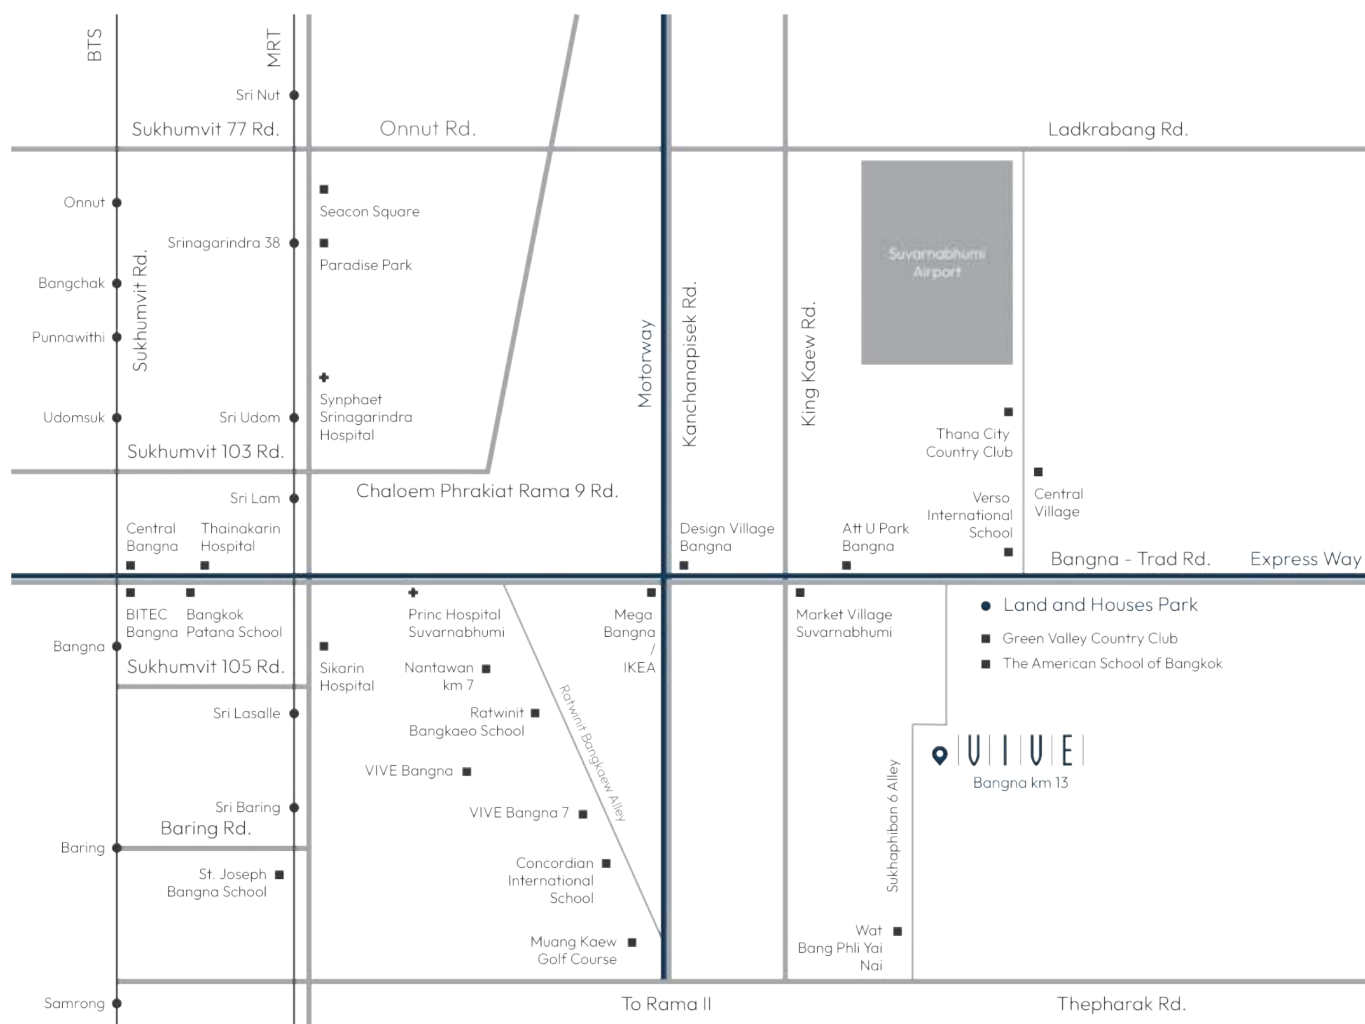 BTS
MRT
Sri Nut
Sukhumvit 77 Rd.
Onnut Rd.
Ladkrabang Rd.
Onnut
Seacon Square
Srinagarindra 38
Paradise Park
Suvarnabhumi
Airport
Bangchak
Sukhumvit Rd.
Punnawithi
Motorway
Kanchanapisek Rd.
King Kaew Rd.
Synphaet
Srinagarindra
Hospital
Udomsuk
Sri Udom
Thana City
Country Club
Sukhumvit 103 Rd.
Chaloem Phrakiat Rama 9 Rd.
Sri Lam
Verso
International
School
Central
Village
Central
Bangna
Thainakarin
Hospital
Design Village
Bangna
Att U Park
Bangna
Bangna - Trad Rd.
Express Way
BITEC
Bangna
Bangkok
Patana School
Princ Hospital
Suvarnabhumi
Mega
Bangna
/
IKEA
Market Village
Suvarnabhumi
Land and Houses Park
Green Valley Country Club
The American School of Bangkok
Bangna
Sukhumvit 105 Rd.
Sikarin
Hospital
Nantawan
km 7
Sri Lasalle
Ratwinit
Bangkaeo School
Ratwinit Bangkaew Alley
VIVE Bangna
VIVE
Bangna km 13
Sukhaphiban 6 Alley
Sri Baring
VIVE Bangna 7
Baring Rd.
Baring
St. Joseph
Bangna School
Concordian
International
School
Muang Kaew
Golf Course
Wat
Bang Phli Yai
Nai
Samrong
To Rama II
Thepharak Rd.